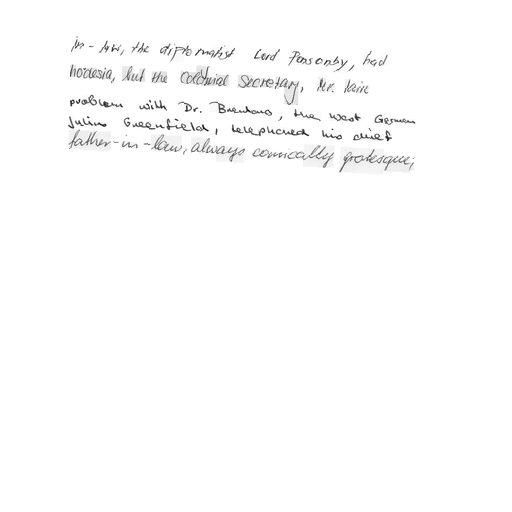 in-law, the diplomatist Lord Ponsonby, had
hodesia, but the Colonial Secretary, Mr. Iain
problem with Dr. Brentano, the West German
Julius Greenfield, telephoned his chief
father-in-law, always comically grotesque,